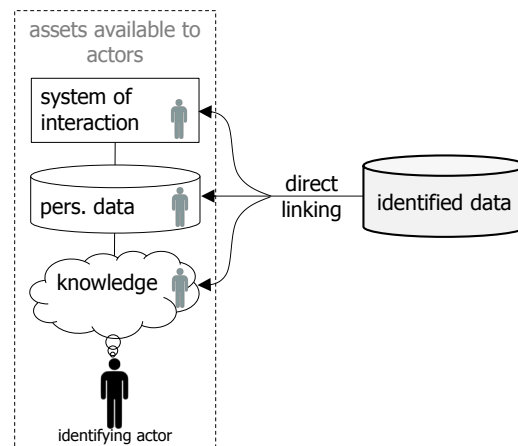 assets available to
actors
system of
interaction
pers. data
knowledge
identifying actor
direct
linking
identified data